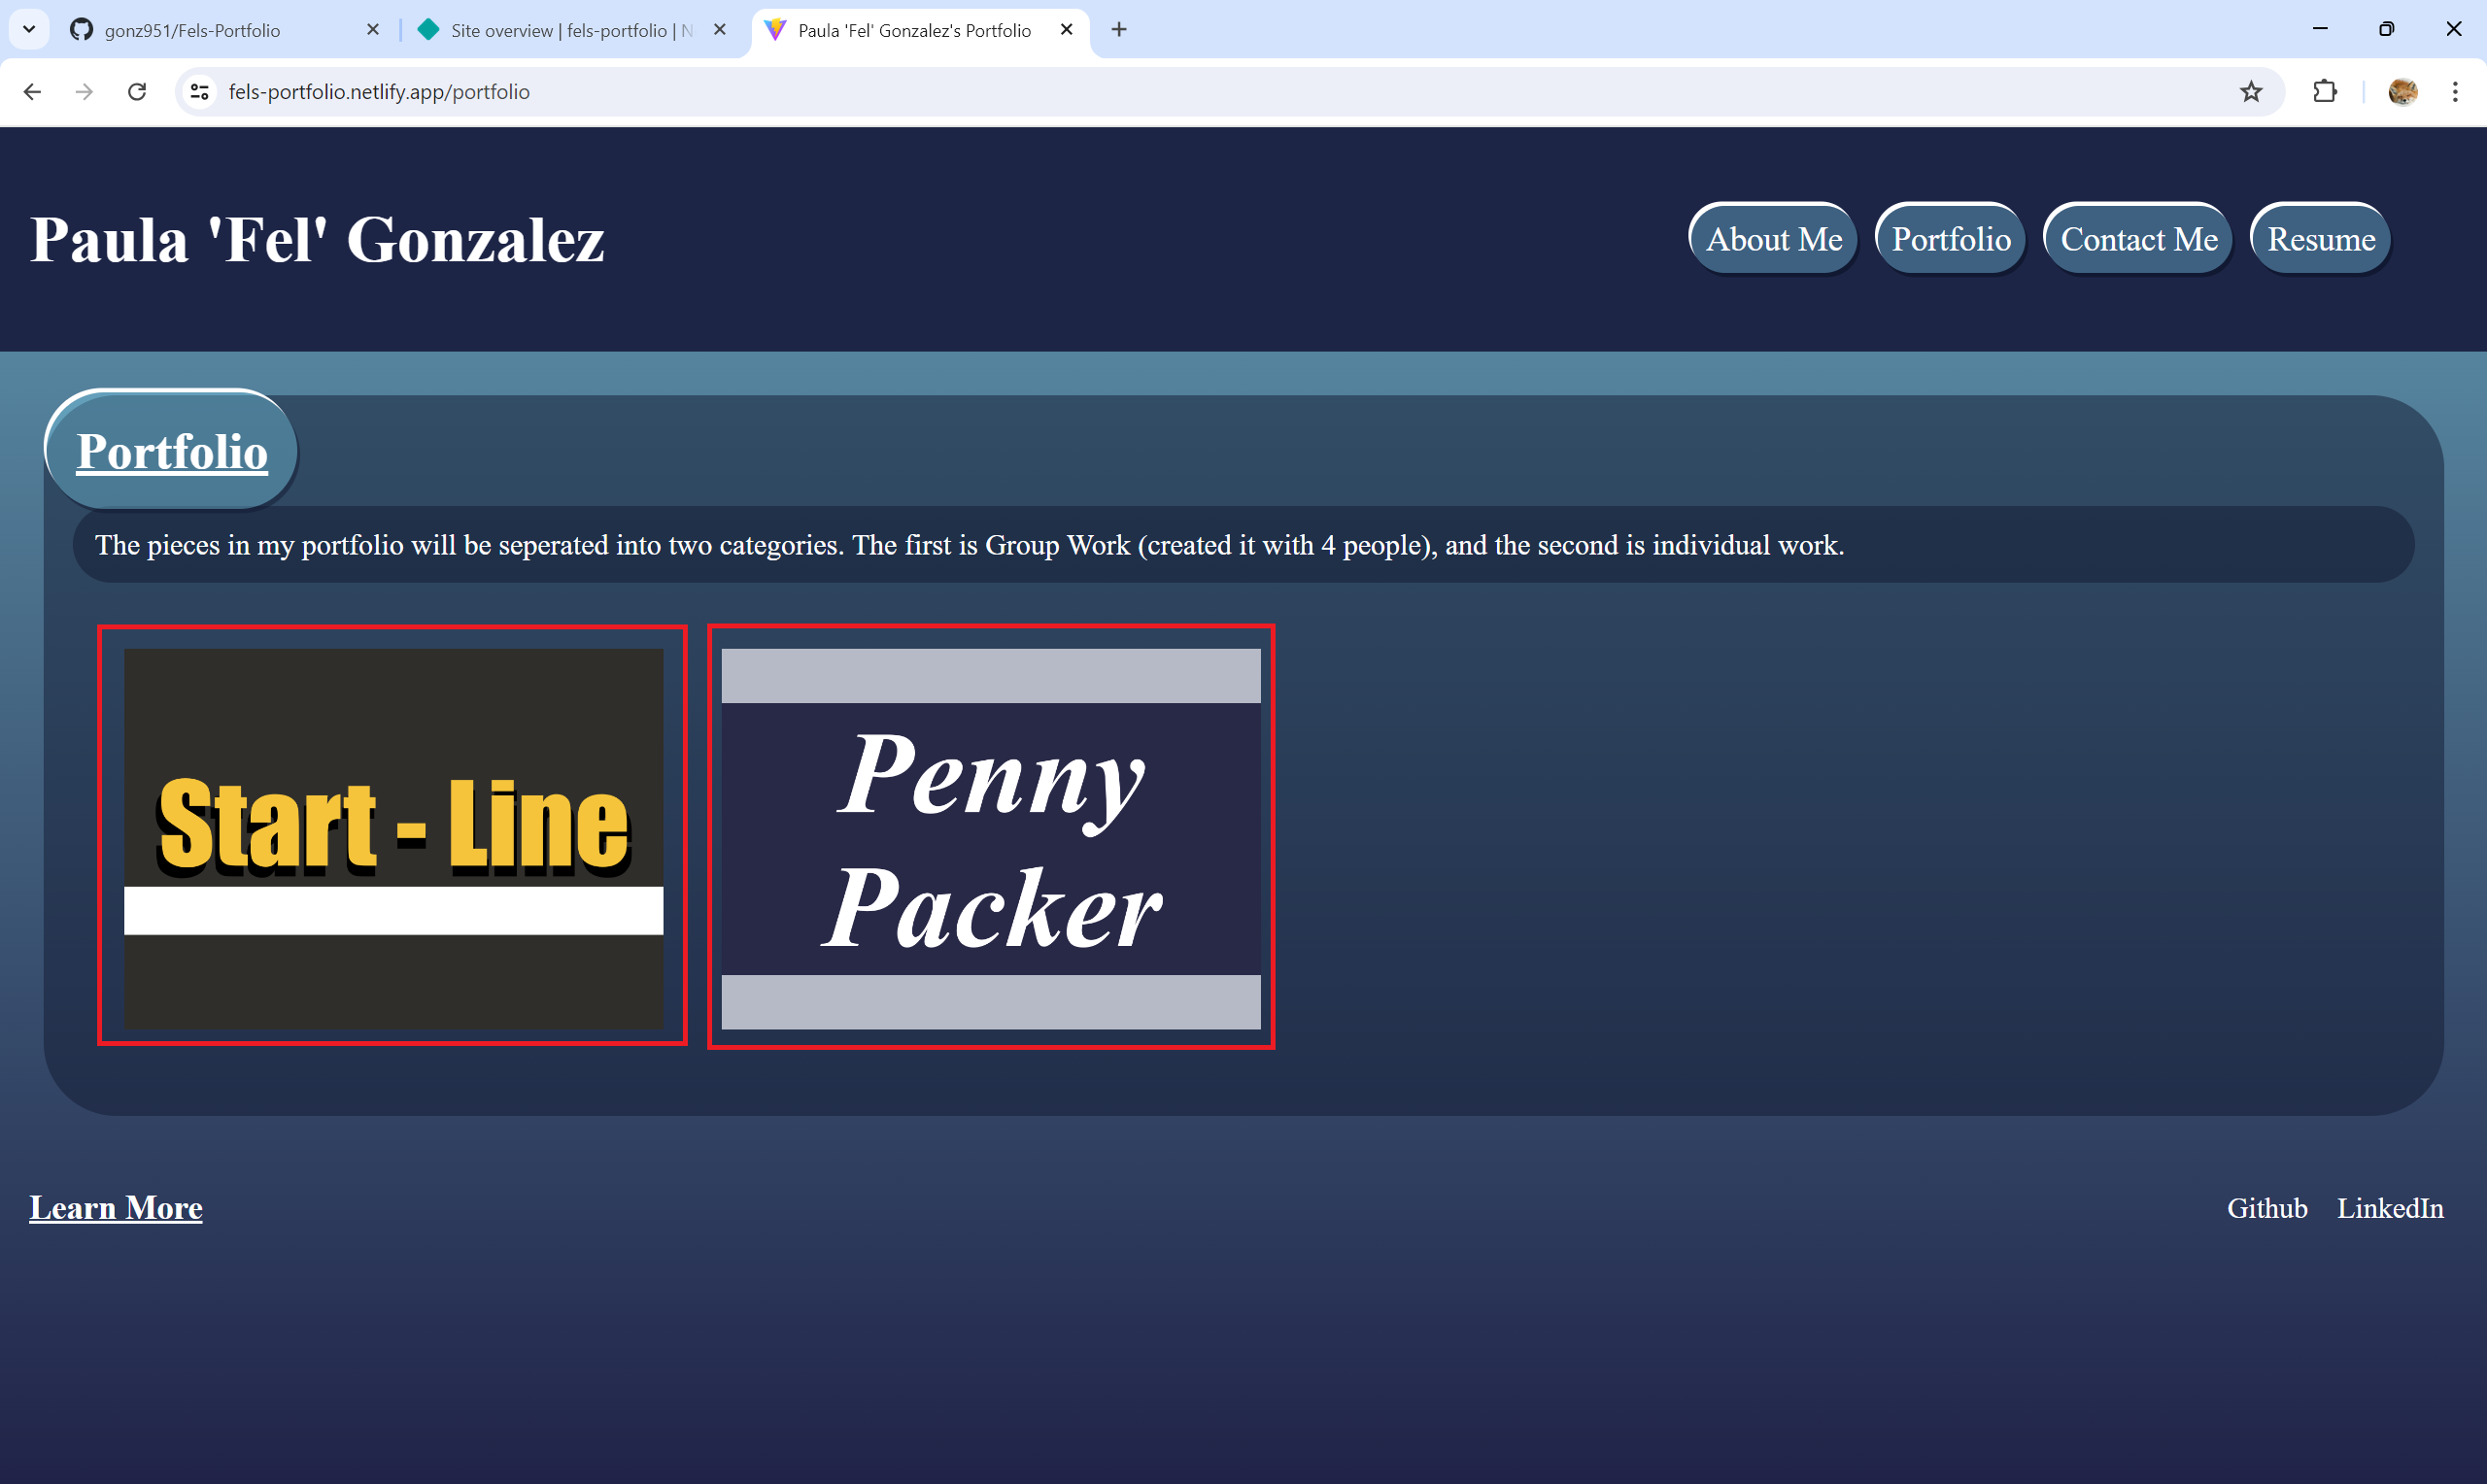 gonz951/Fels-Portfolio
Site overview | fels-portfolio | N
Paula 'Fel' Gonzalez's Portfolio
fels-portfolio.netlify.app/portfolio
Paula 'Fel' Gonzalez
About Me
Portfolio
Contact Me
Resume
Portfolio
The pieces in my portfolio will be seperated into two categories. The first is Group Work (created it with 4 people), and the second is individual work.
Start - Line
Penny
Packer
Learn More
Github
LinkedIn